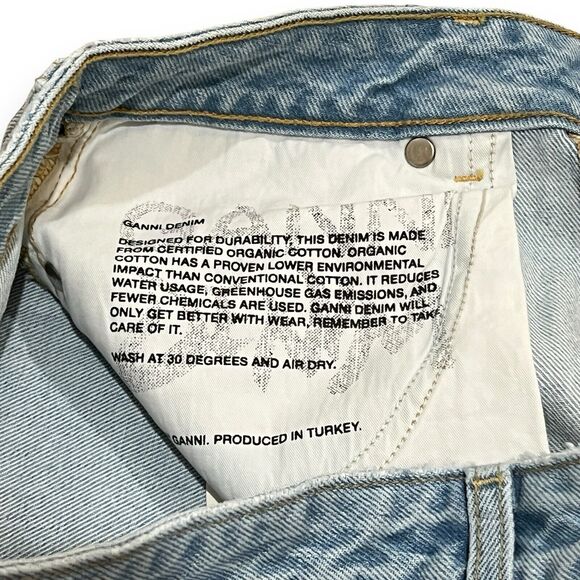 GANNI
GANNI DENIM
DESIGNED FOR DURABILITY, THIS DENIM IS MADE
FROM CERTIFIED ORGANIC COTTON. ORGANIC
COTTON HAS A PROVEN LOWER ENVIRONMENTAL
IMPACT THAN CONVENTIONAL COTTON. IT REDUCES
WATER USAGE, GREENHOUSE GAS EMISSIONS, AND
FEWER CHEMICALS ARE USED. GANNI DENIM WILL
ONLY GET BETTER WITH WEAR, REMEMBER TO TAKE
CARE OF IT.
WASH AT 30 DEGREES AND AIR DRY.
GANNI. PRODUCED IN TURKEY.